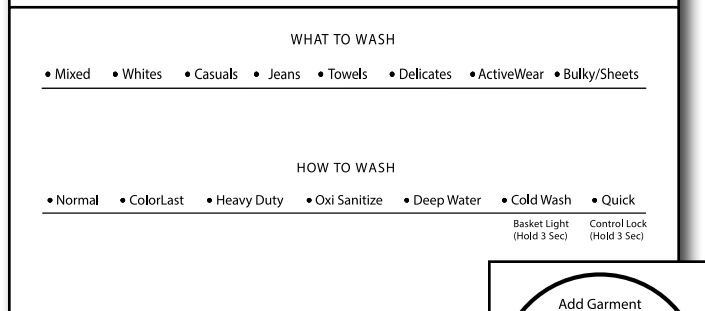 WHAT TO WASH
• Mixed • Whites • Casuals • Jeans • Towels • Delicates • ActiveWear • Bulky/Sheets
HOW TO WASH
• Normal • ColorLast • Heavy Duty • Oxi Sanitize • Deep Water • Cold Wash • Quick
Basket Light Control Lock
(Hold 3 Sec) (Hold 3 Sec)
Add Garment